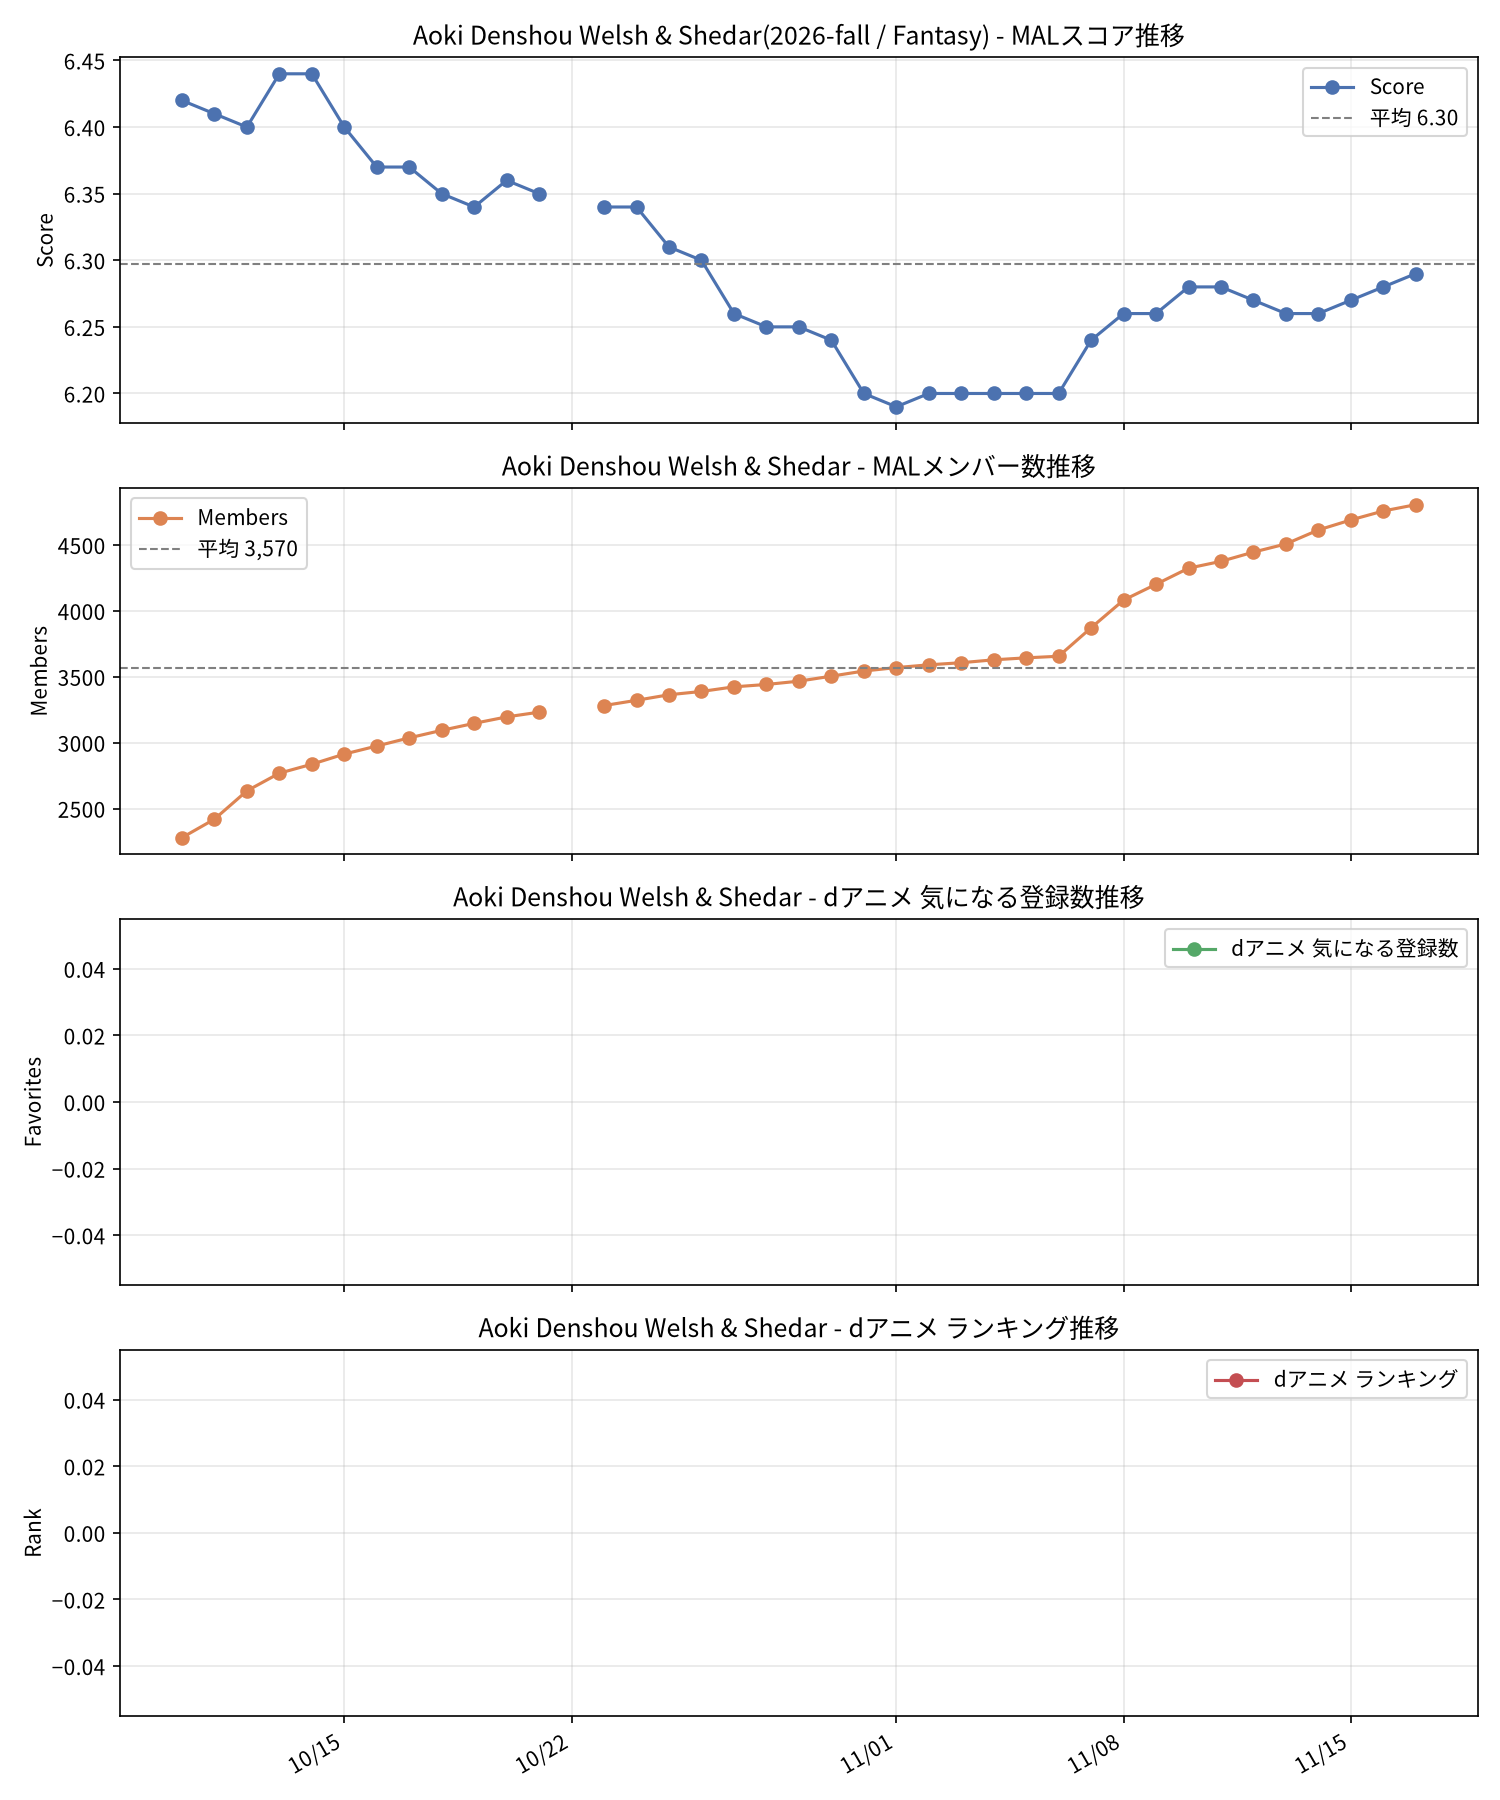 Aoki Denshou Welsh & Shedar(2026-fall / Fantasy) - MALスコア推移
Score
6.45
6.40
6.35
6.30
6.25
6.20
Score
平均 6.30
Aoki Denshou Welsh & Shedar - MALメンバー数推移
Members
4500
4000
3500
3000
2500
Members
平均 3,570
Aoki Denshou Welsh & Shedar - dアニメ 気になる登録数推移
Favorites
0.04
0.02
0.00
−0.02
−0.04
dアニメ 気になる登録数
Aoki Denshou Welsh & Shedar - dアニメ ランキング推移
Rank
0.04
0.02
0.00
−0.02
−0.04
dアニメ ランキング
10/15
10/22
11/01
11/08
11/15